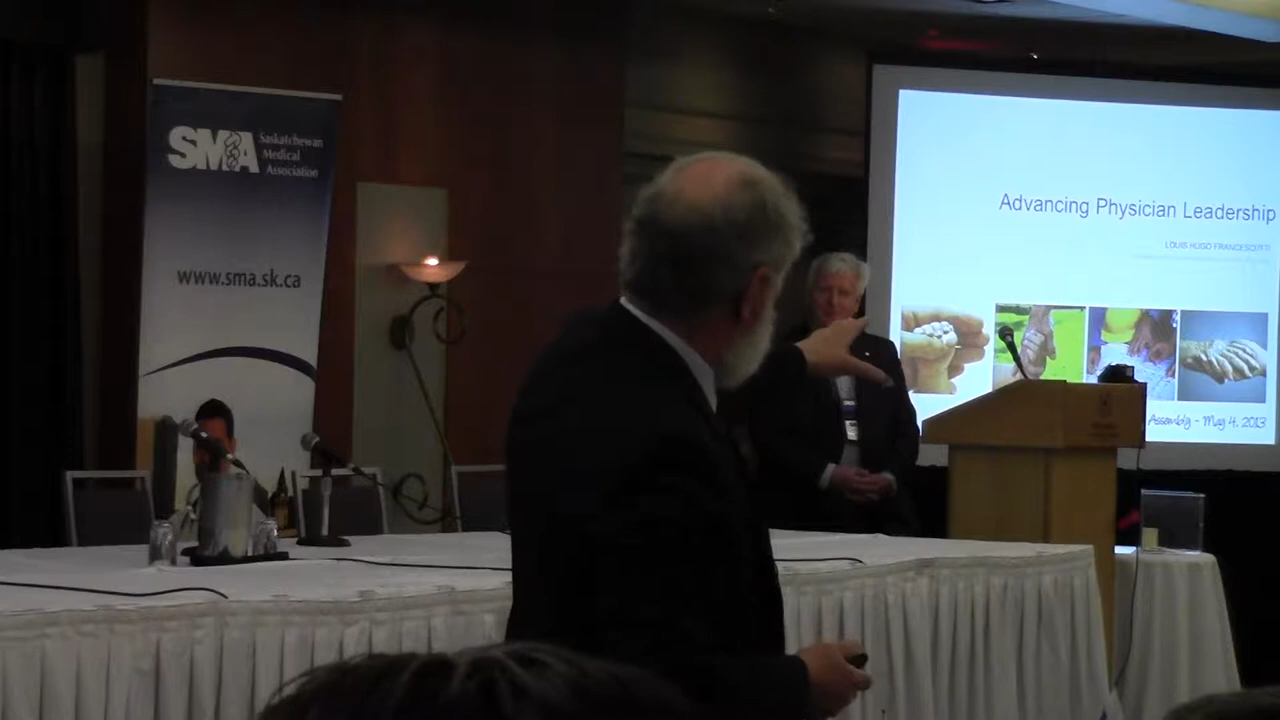 SMA
Saskatchewan
Medical
Association
www.sma.sk.ca
Advancing Physician Leadership
LOUIS HUGO FRANCESCUTTI
Assembly - May 4, 2013